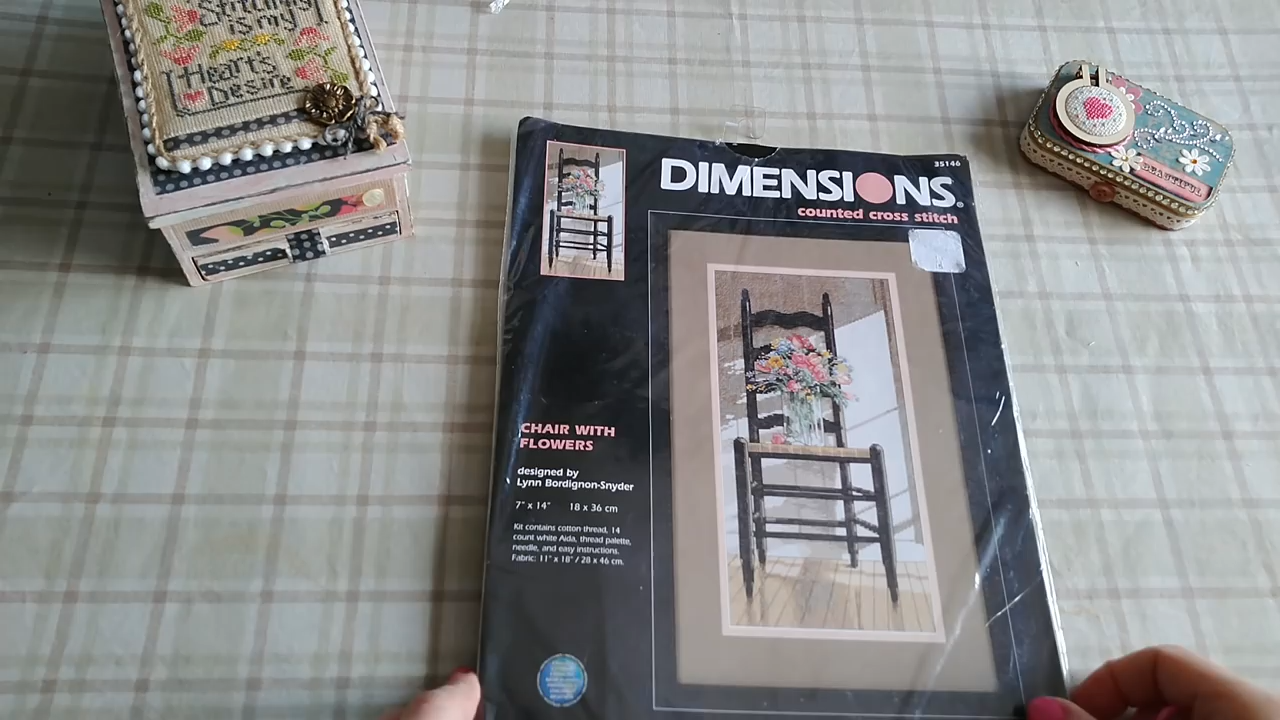 is my
Hearts
Desire
BEAUTIFUL
35146
DIMENSIONS®
counted cross stitch
CHAIR WITH
FLOWERS
designed by
Lynn Bordignon-Snyder
7" x 14" 18 x 36 cm
Kit contains cotton thread, 14
count white Aida, thread palette,
needle, and easy instructions.
Fabric: 11" x 18" / 28 x 46 cm.